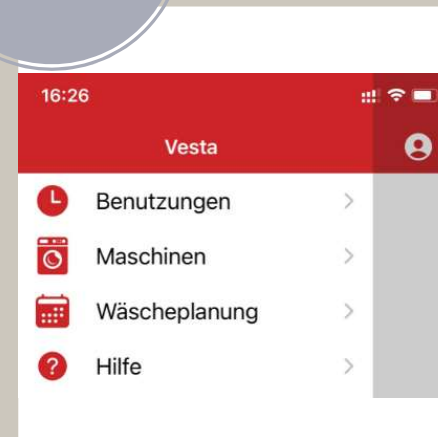 16:26
Vesta
Benutzungen
Maschinen
Wäscheplanung
Hilfe